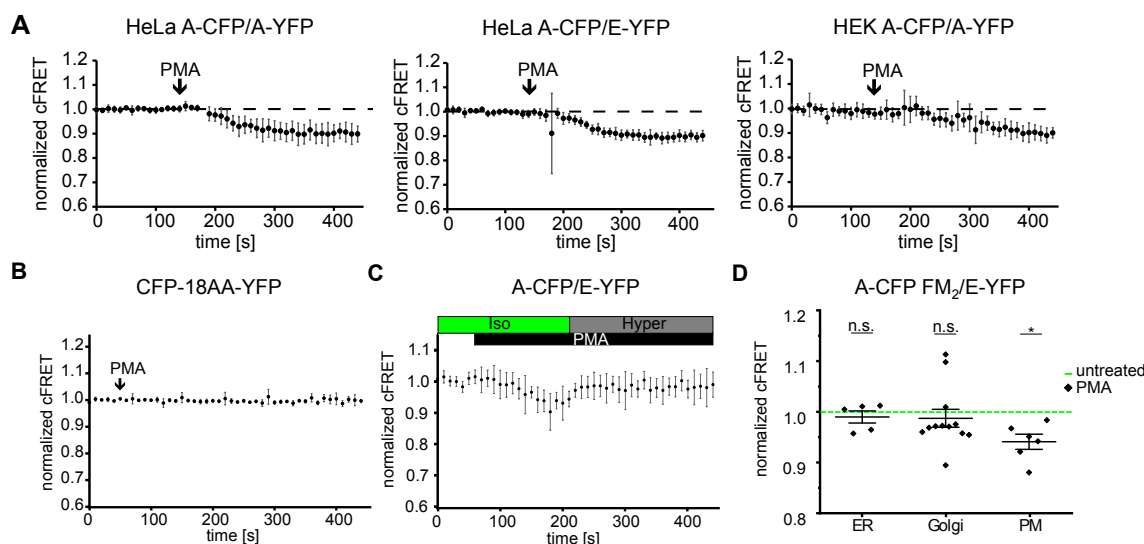 A
HeLa A-CFP/A-YFP
normalized cFRET
1.2
1.1
1.0
0.9
0.8
0.7
0.6
PMA
0
200
400
time [s]
HeLa A-CFP/E-YFP
normalized cFRET
1.2
1.1
1.0
0.9
0.8
0.7
0.6
PMA
0
200
400
time [s]
HEK A-CFP/A-YFP
normalized cFRET
1.2
1.1
1.0
0.9
0.8
0.7
0.6
PMA
0
200
400
time [s]
B
CFP-18AA-YFP
normalized cFRET
1.2
1.1
1.0
0.9
0.8
0.7
0.6
PMA
0
100
200
300
400
time [s]
C
A-CFP/E-YFP
Iso
Hyper
PMA
normalized cFRET
1.2
1.1
1.0
0.9
0.8
0.7
0.6
0
100
200
300
400
time [s]
D
A-CFP FM₂/E-YFP
normalized cFRET
1.2
1.1
1.0
0.9
0.8
n.s.
n.s.
*
untreated
PMA
ER
Golgi
PM